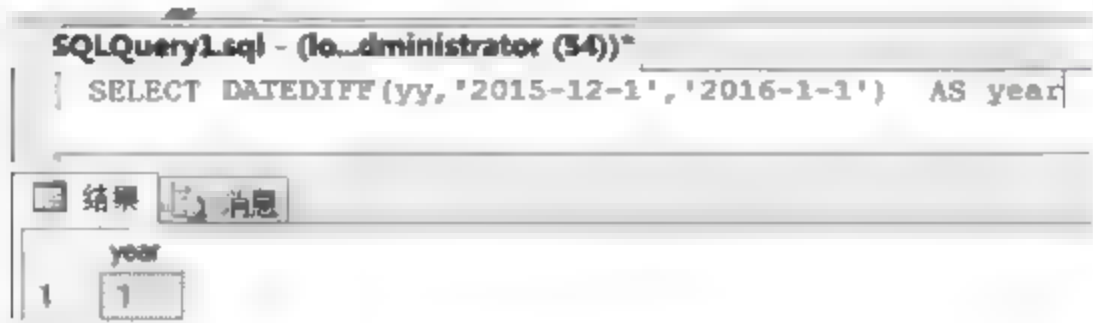 SQLQuery1.sql - (lo...dministrator (54))*
SELECT DATEDIFF(yy,'2015-12-1','2016-1-1') AS year
结果 消息
year
1 1